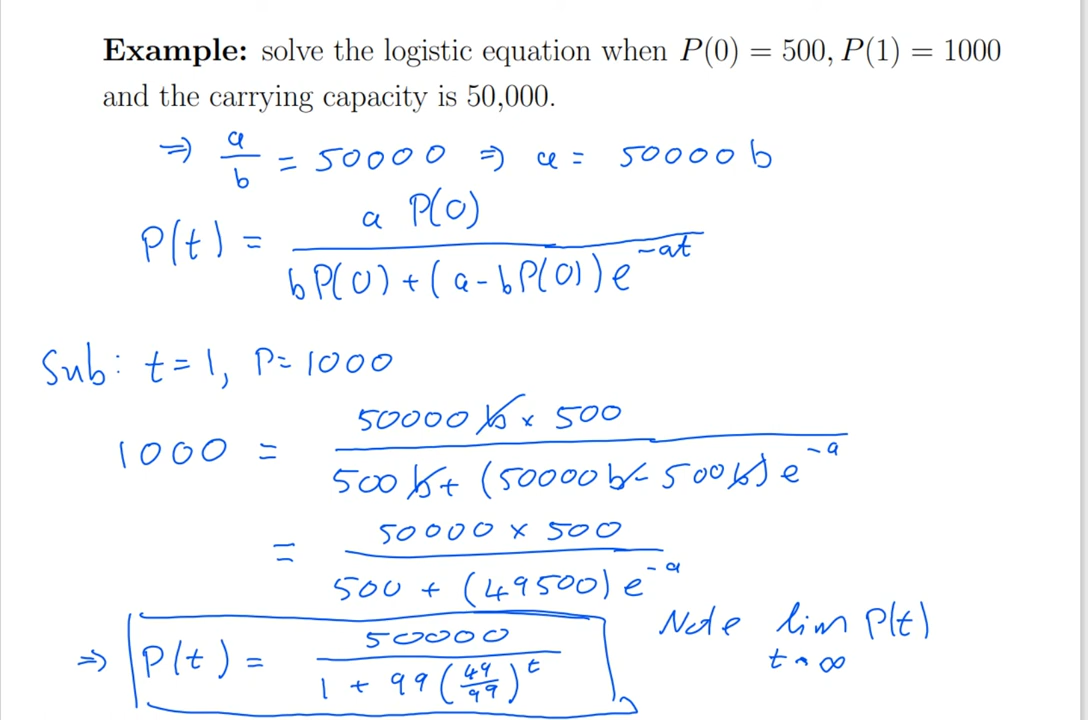 Example: solve the logistic equation when P(0) = 500, P(1) = 1000
and the carrying capacity is 50,000.
⇒ a/b = 50000 ⇒ a = 50000 b
P(t) = a P(0) / (bP(0) + (a - bP(0)) e^(-at))
Sub: t = 1, P = 1000
1000 = (50000 b × 500) / (500 b + (50000 b - 500 b) e^(-a))
= (50000 × 500) / (500 + (49500) e^(-a))
⇒ P(t) = 50000 / (1 + 99 (49/99)^t)
Note lim P(t)
t → ∞